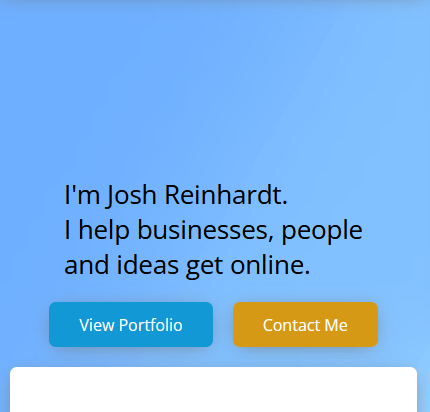 I'm Josh Reinhardt.
I help businesses, people
and ideas get online.
View Portfolio
Contact Me